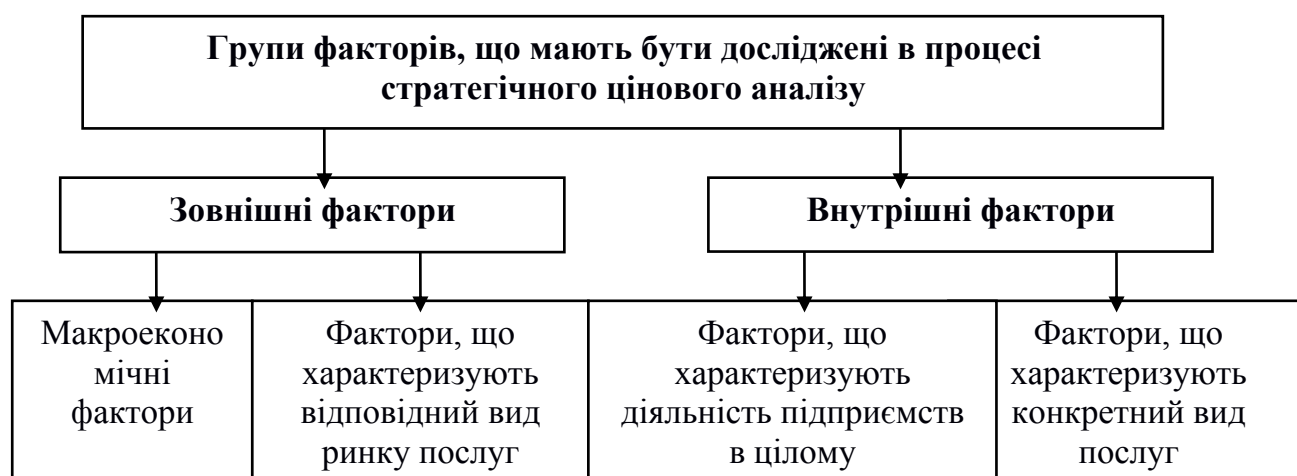 Групи факторів, що мають бути досліджені в процесі
стратегічного цінового аналізу
Зовнішні фактори
Внутрішні фактори
Макроеконо
мічні
фактори
Фактори, що
характеризують
відповідний вид
ринку послуг
Фактори, що
характеризують
діяльність підприємств
в цілому
Фактори, що
характеризують
конкретний вид
послуг